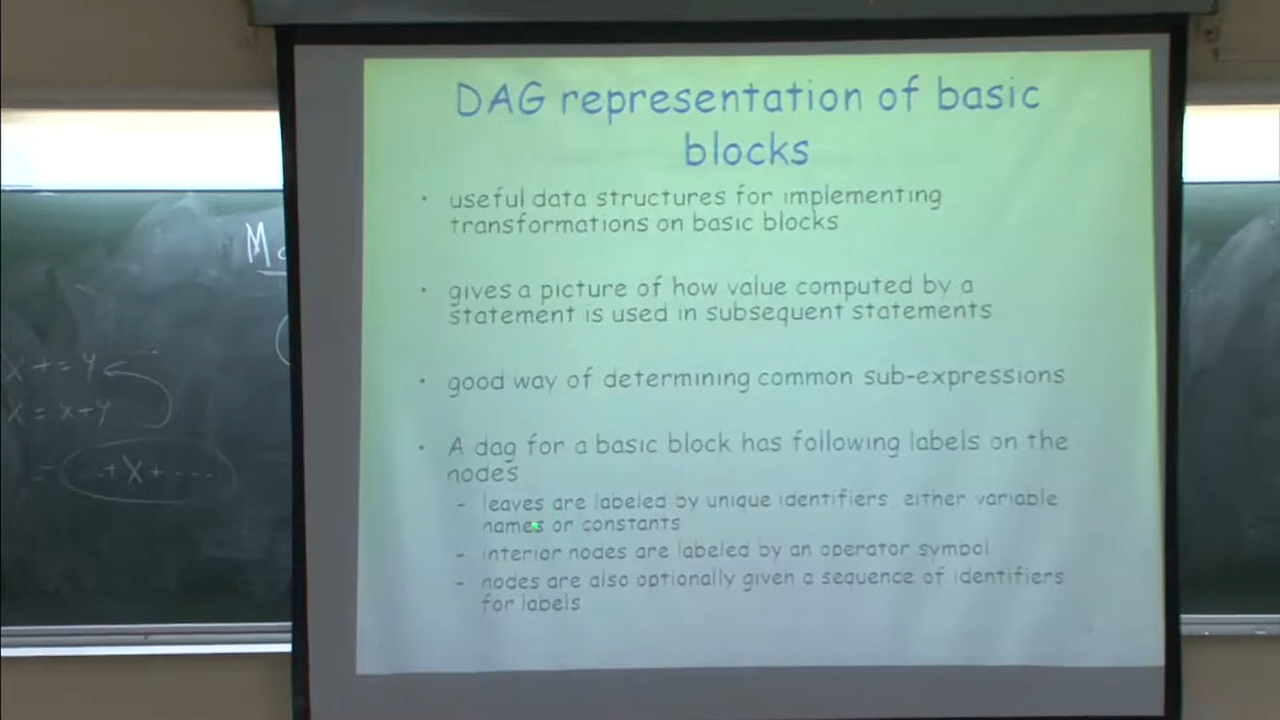 DAG representation of basic
blocks
• useful data structures for implementing
transformations on basic blocks
• gives a picture of how value computed by a
statement is used in subsequent statements
• good way of determining common sub-expressions
• A dag for a basic block has following labels on the
nodes
– leaves are labeled by unique identifiers either variable
names or constants
– interior nodes are labeled by an operator symbol
– nodes are also optionally given a sequence of identifiers
for labels
X += Y
X = X+Y
= ..+X+....